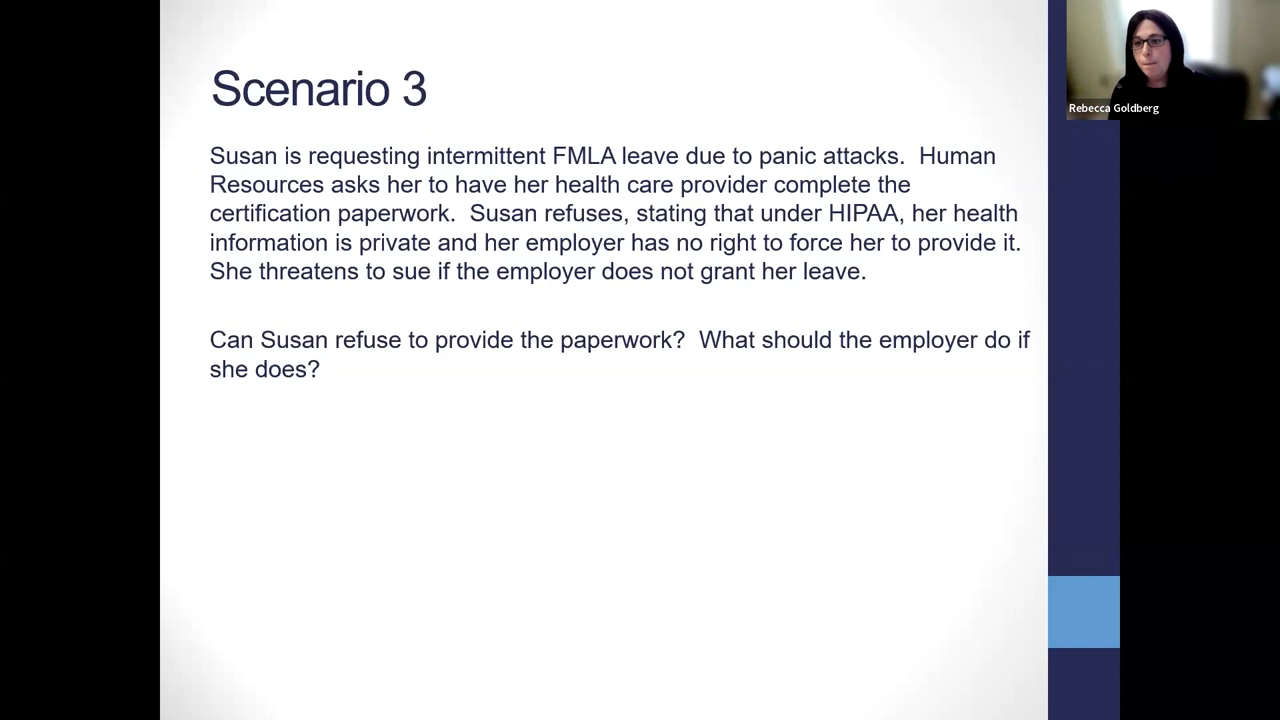 Scenario 3
Susan is requesting intermittent FMLA leave due to panic attacks.  Human
Resources asks her to have her health care provider complete the
certification paperwork.  Susan refuses, stating that under HIPAA, her health
information is private and her employer has no right to force her to provide it.
She threatens to sue if the employer does not grant her leave.
Can Susan refuse to provide the paperwork?  What should the employer do if
she does?
Rebecca Goldberg